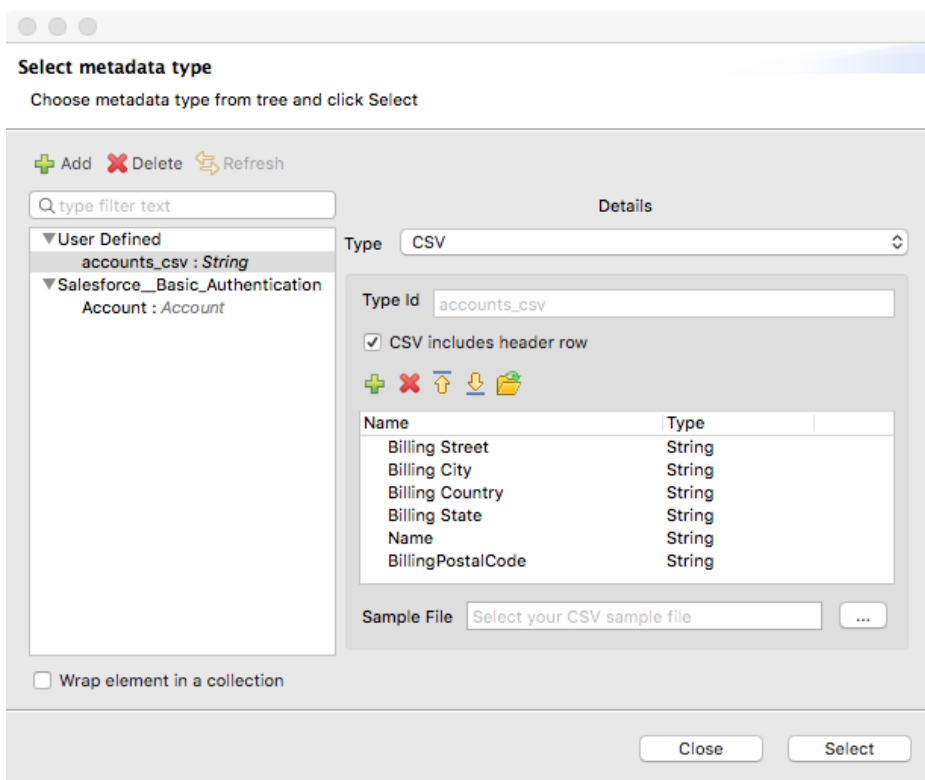 Select metadata type
Choose metadata type from tree and click Select
Add Delete Refresh
type filter text
Details
User Defined
accounts_csv : String
Salesforce__Basic_Authentication
Account : Account
Type CSV
Type Id accounts_csv
CSV includes header row
Name Type
Billing Street String
Billing City String
Billing Country String
Billing State String
Name String
BillingPostalCode String
Sample File Select your CSV sample file ...
Wrap element in a collection
Close Select